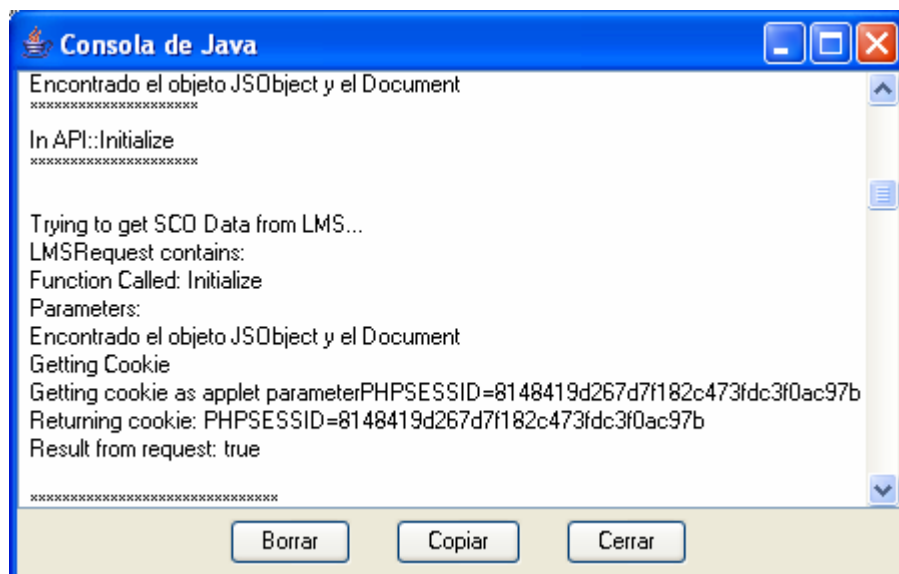 Consola de Java
Encontrado el objeto JSObject y el Document
*********************
In API::Initialize
*********************
Trying to get SCO Data from LMS...
LMSRequest contains:
Function Called: Initialize
Parameters:
Encontrado el objeto JSObject y el Document
Getting Cookie
Getting cookie as applet parameterPHPSESSID=8148419d267d7f182c473fdc3f0ac97b
Returning cookie: PHPSESSID=8148419d267d7f182c473fdc3f0ac97b
Result from request: true
*******************************
Borrar Copiar Cerrar